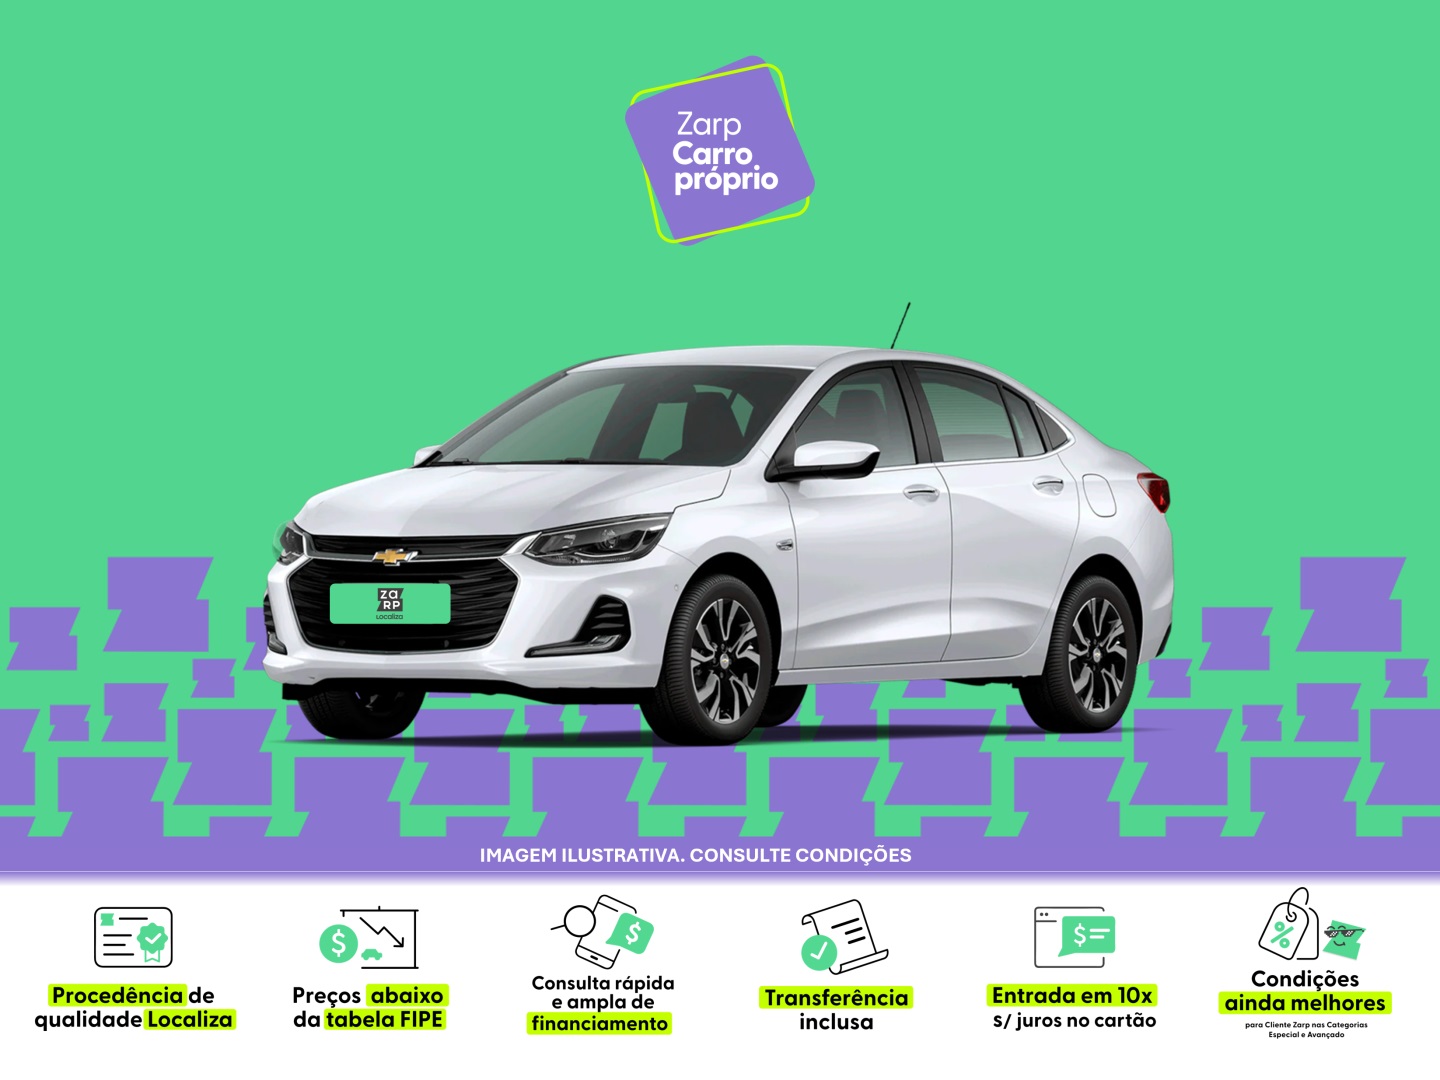 Zarp
Carro
próprio
za
RP
Localiza
IMAGEM ILUSTRATIVA. CONSULTE CONDIÇÕES
Procedência de
qualidade Localiza
Preços abaixo
da tabela FIPE
Consulta rápida
e ampla de
financiamento
Transferência
inclusa
Entrada em 10x
s/ juros no cartão
Condições
ainda melhores
para Cliente Zarp nas Categorias
Especial e Avançado